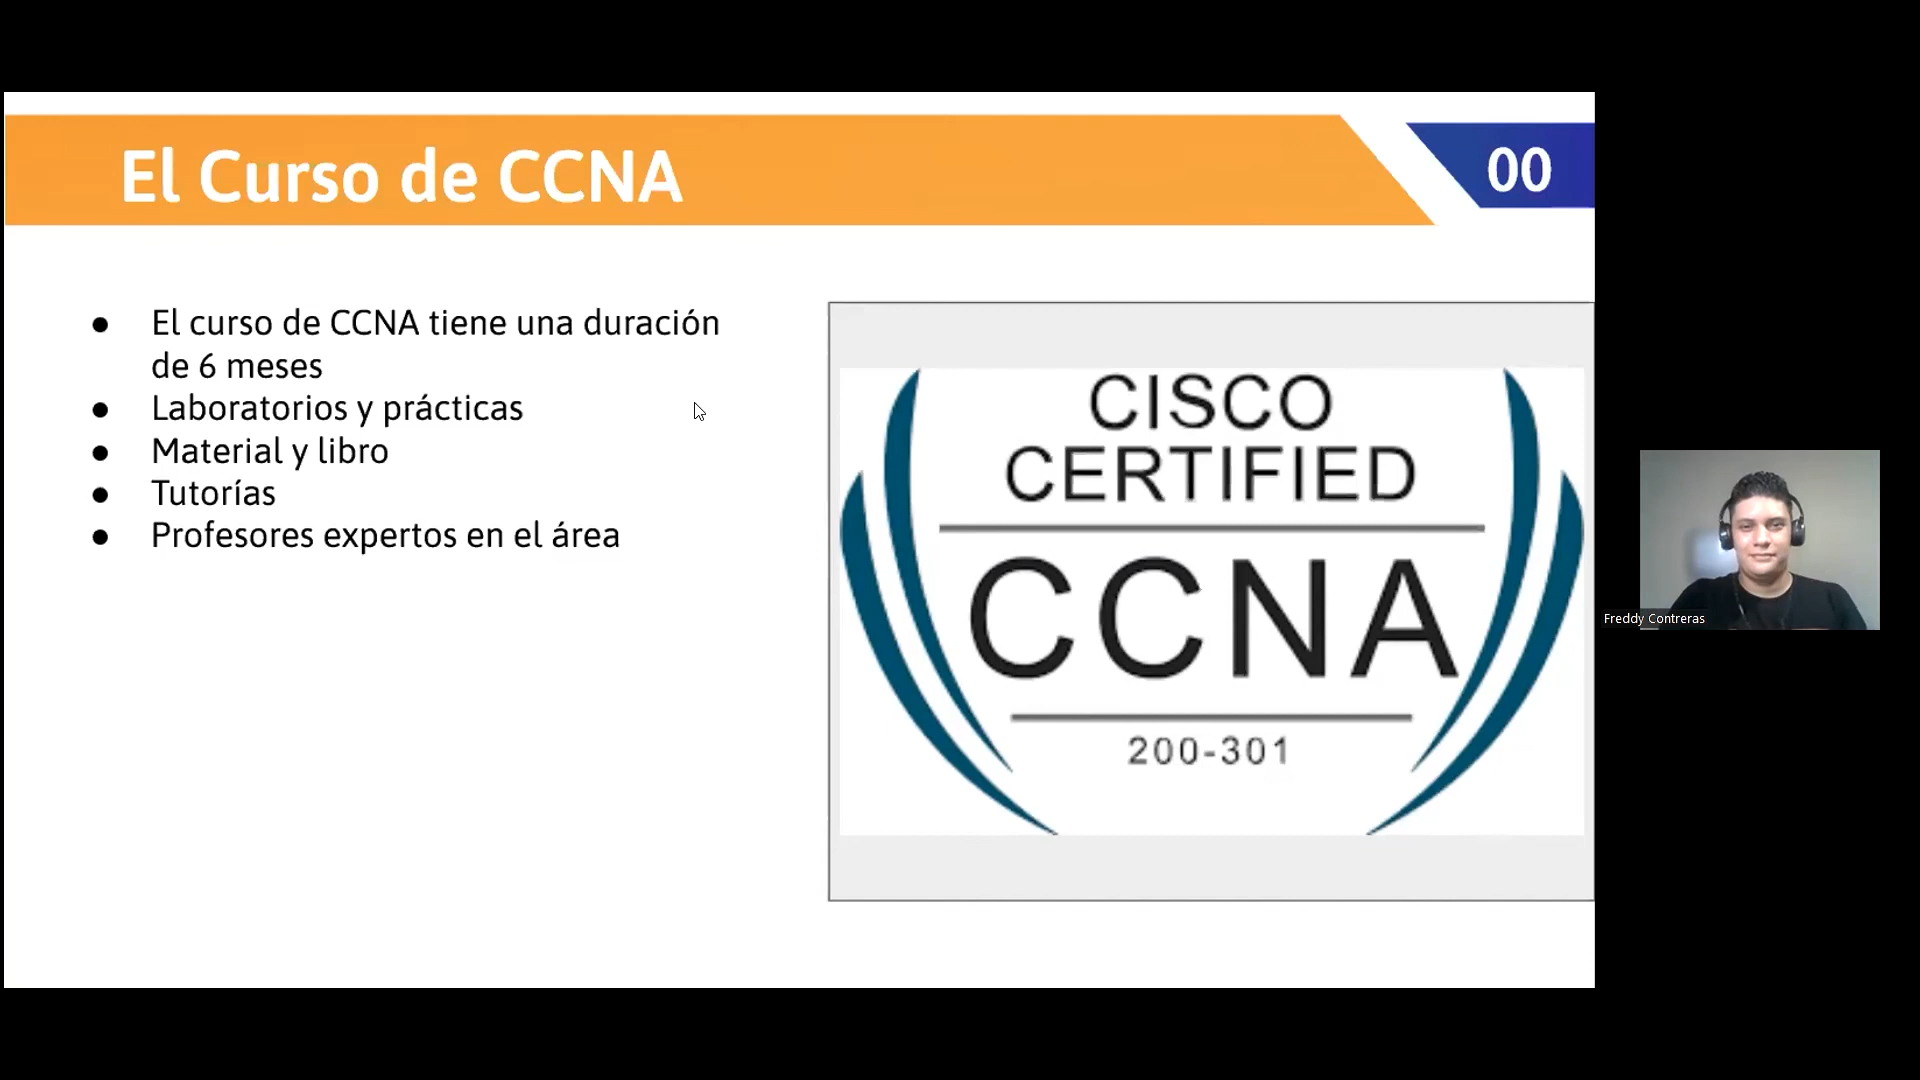 El Curso de CCNA
00
● El curso de CCNA tiene una duración
de 6 meses
● Laboratorios y prácticas
● Material y libro
● Tutorías
● Profesores expertos en el área
CISCO
CERTIFIED
CCNA
200-301
Freddy Contreras